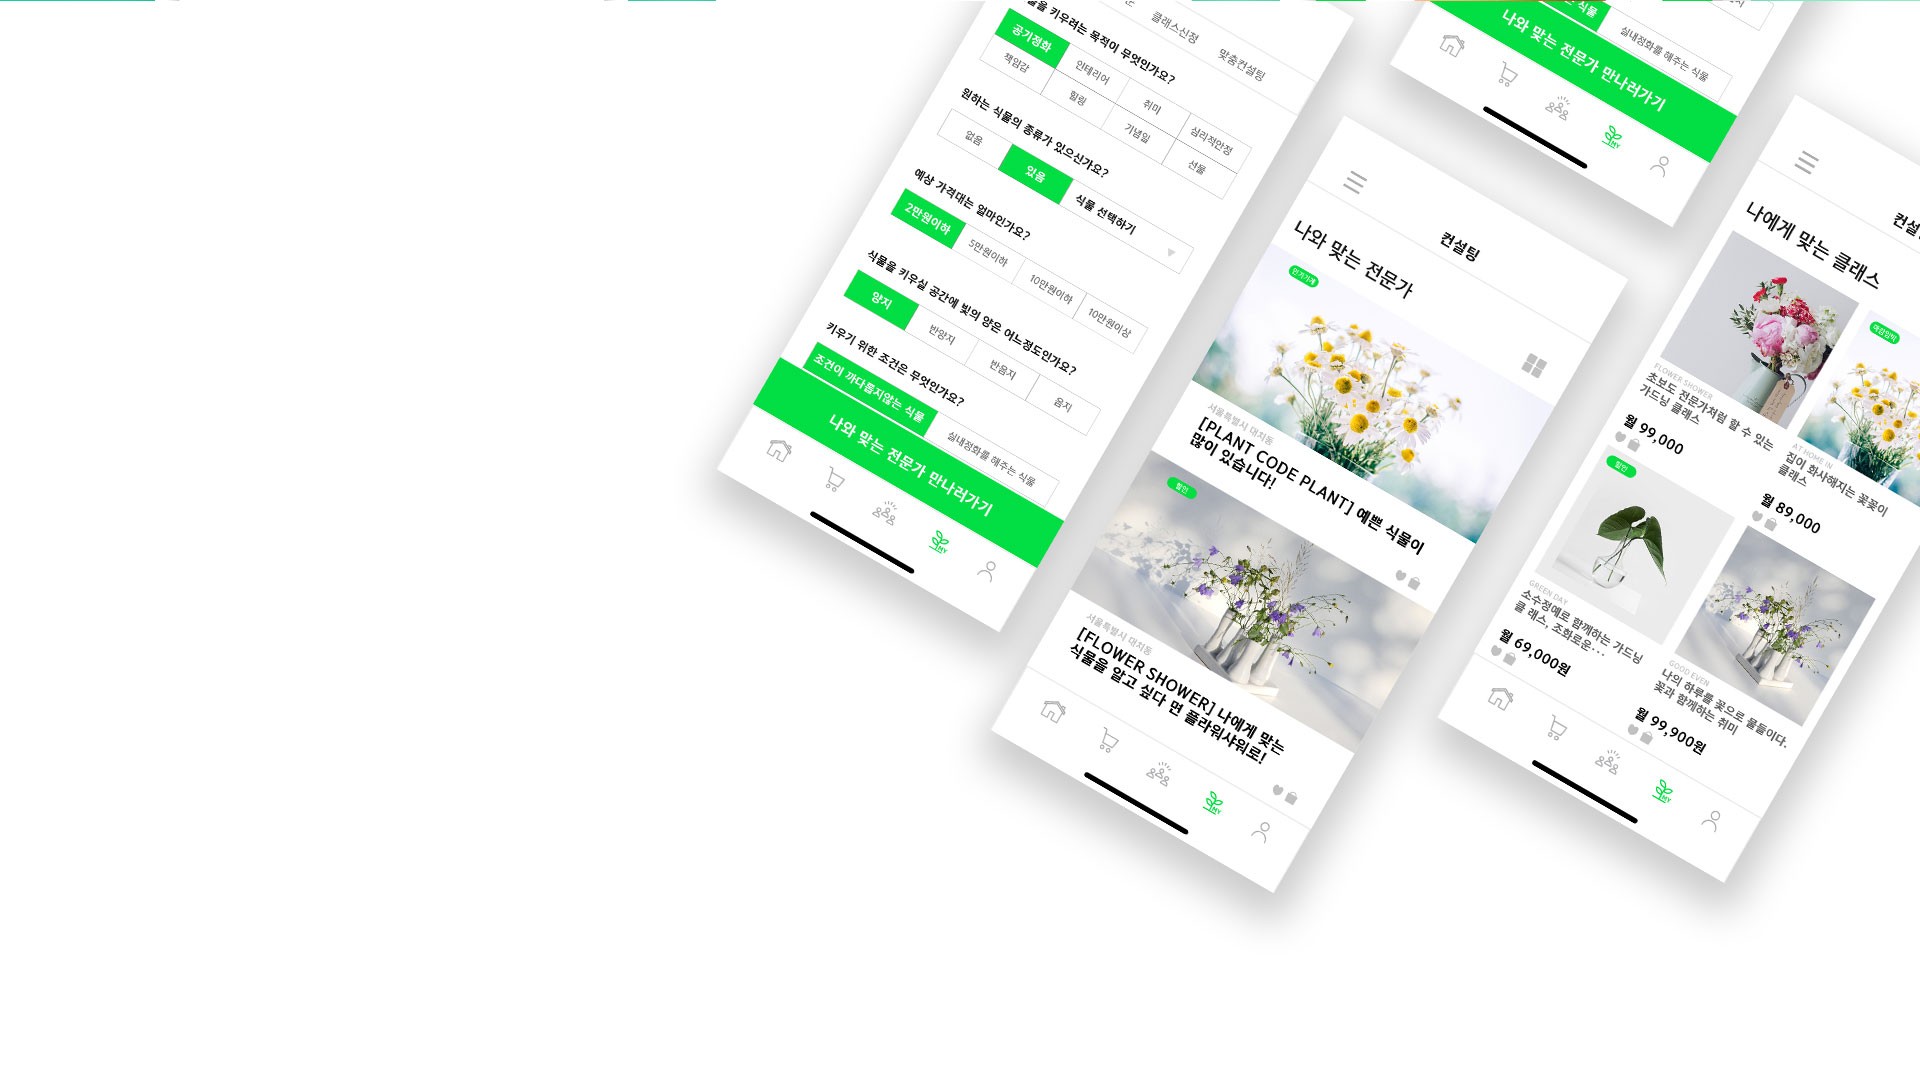 클래스신청
맞춤컨설팅
키우려는 목적이 무엇인가요?
공기정화
인테리어
취미
심리적안정
책임감
힐링
기념일
선물
원하는 식물의 종류가 있으신가요?
없음
있음
식물 선택하기
예상 가격대는 얼마인가요?
2만원이하
5만원이하
10만원이하
10만원이상
식물을 키우실 공간에 빛의 양은 어느정도인가요?
양지
반양지
반음지
음지
키우기 위한 조건은 무엇인가요?
조건이 까다롭지않는 식물
실내정화를 해주는 식물
나와 맞는 전문가 만나러가기
MY
식물
실내정화를 해주는 식물
나와 맞는 전문가 만나러가기
MY
컨설팅
나와 맞는 전문가
인기가게
서울특별시 대치동
[PLANT CODE PLANT] 예쁜 식물이
많이 있습니다!
할인
서울특별시 대치동
[FLOWER SHOWER] 나에게 맞는
식물을 알고 싶다 면 플라워샤워로!
MY
컨설
나에게 맞는 클래스
FLOWER SHOWER
초보도 전문가처럼 할 수 있는
가드닝 클래스
월 99,000
마감임박
AT HOME IN
집이 화사해지는 꽃꽂이
클래스
월 89,000
할인
GREEN DAY
소수정예로 함께하는 가드닝
클 래스, 조화로운...
월 69,000원
GOOD EVEN
나의 하루를 꽃으로 물들이다.
꽃과 함께하는 취미
월 99,900원
MY